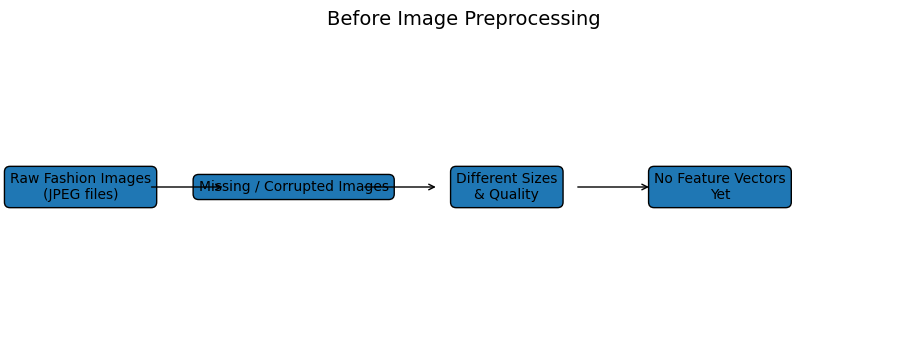 Before Image Preprocessing
Raw Fashion Images
(JPEG files)
Missing / Corrupted Images
Different Sizes
& Quality
No Feature Vectors
Yet